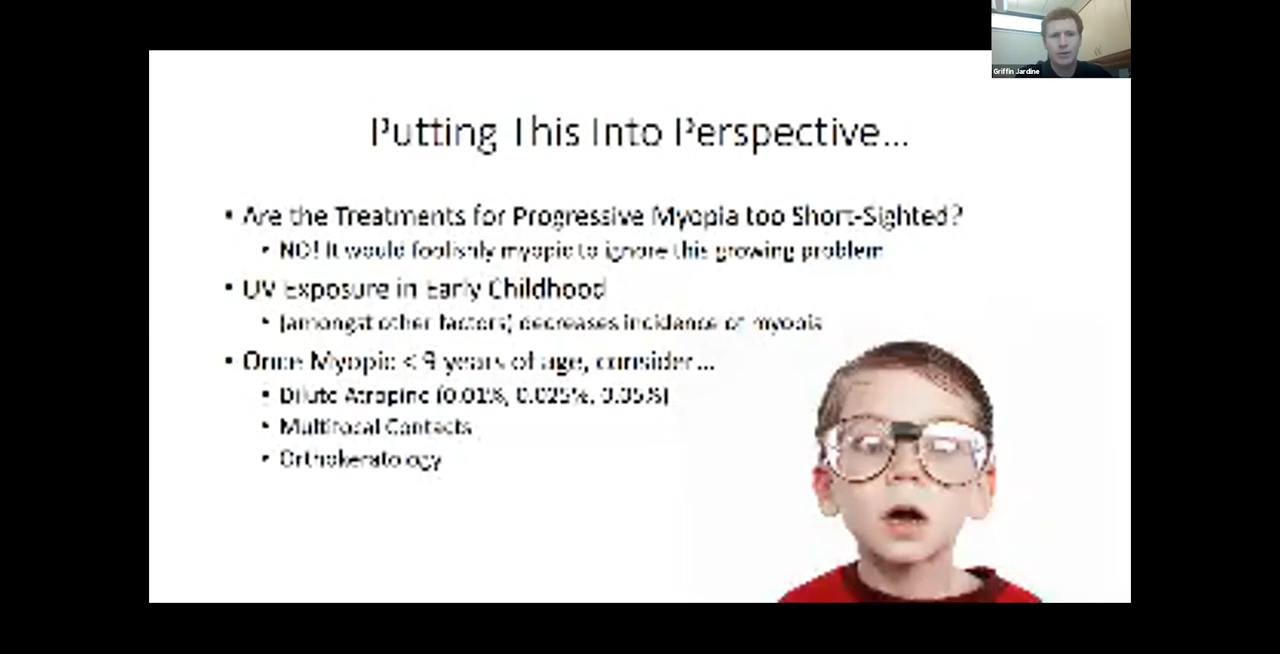 Griffin Jardine
Putting This Into Perspective...
• Are the Treatments for Progressive Myopia too Short-Sighted?
• NO! It would foolishly myopic to ignore this growing problem
• UV Exposure in Early Childhood
• (amongst other factors) decreases incidence of myopia
• Once Myopic < 9 years of age, consider...
• Dilute Atropine (0.01%, 0.025%, 0.05%)
• Multifocal Contacts
• Orthokeratology